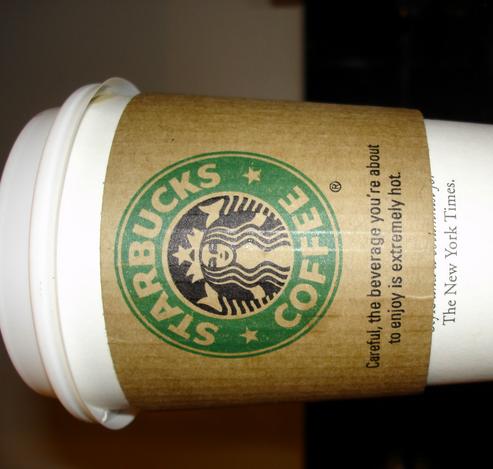 STARBUCKS
COFFEE
®
Careful, the beverage you're about
to enjoy is extremely hot.
The New York Times.